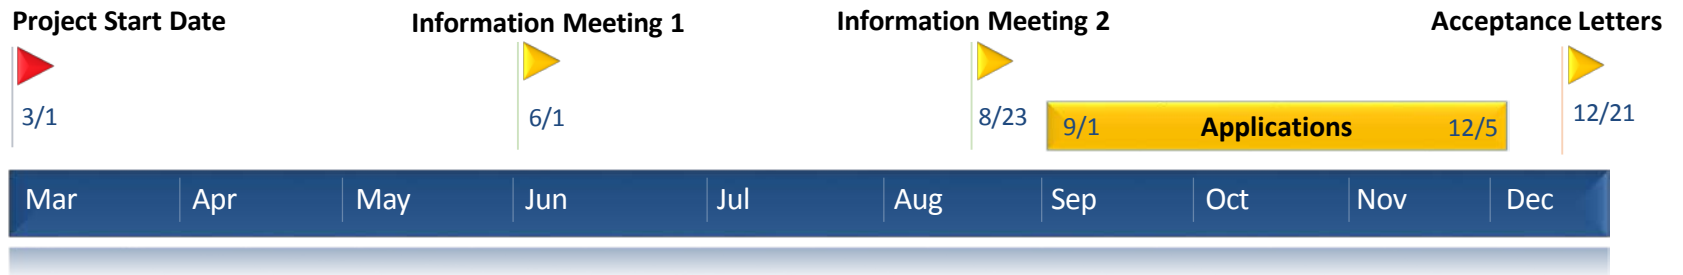 Project Start Date
Information Meeting 1
Information Meeting 2
Acceptance Letters
3/1
6/1
8/23
9/1 Applications 12/5
12/21
Mar Apr May Jun Jul Aug Sep Oct Nov Dec